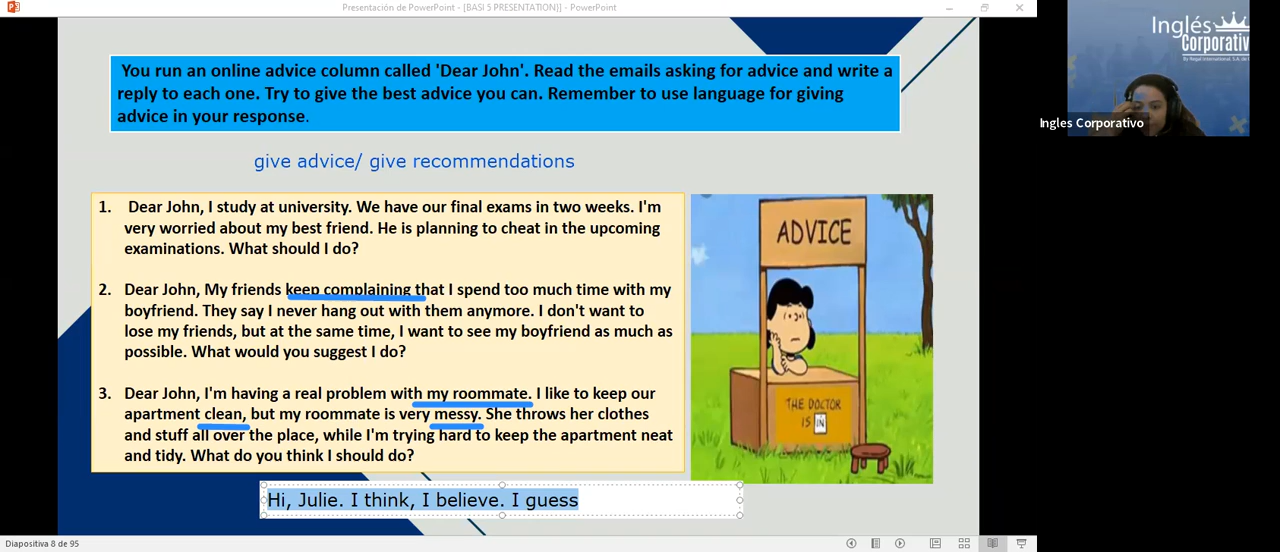 Presentación de PowerPoint - [BASI 5 PRESENTATION)] - PowerPoint
Inglés
Corporativ
By Regal International, S.A. de
Ingles Corporativo
You run an online advice column called 'Dear John'. Read the emails asking for advice and write a
reply to each one. Try to give the best advice you can. Remember to use language for giving
advice in your response.
give advice/ give recommendations
1. Dear John, I study at university. We have our final exams in two weeks. I'm
very worried about my best friend. He is planning to cheat in the upcoming
examinations. What should I do?
2. Dear John, My friends keep complaining that I spend too much time with my
boyfriend. They say I never hang out with them anymore. I don't want to
lose my friends, but at the same time, I want to see my boyfriend as much as
possible. What would you suggest I do?
3. Dear John, I'm having a real problem with my roommate. I like to keep our
apartment clean, but my roommate is very messy. She throws her clothes
and stuff all over the place, while I'm trying hard to keep the apartment neat
and tidy. What do you think I should do?
ADVICE
THE DOCTOR
IS IN
Hi, Julie. I think, I believe. I guess
Diapositiva 8 de 95